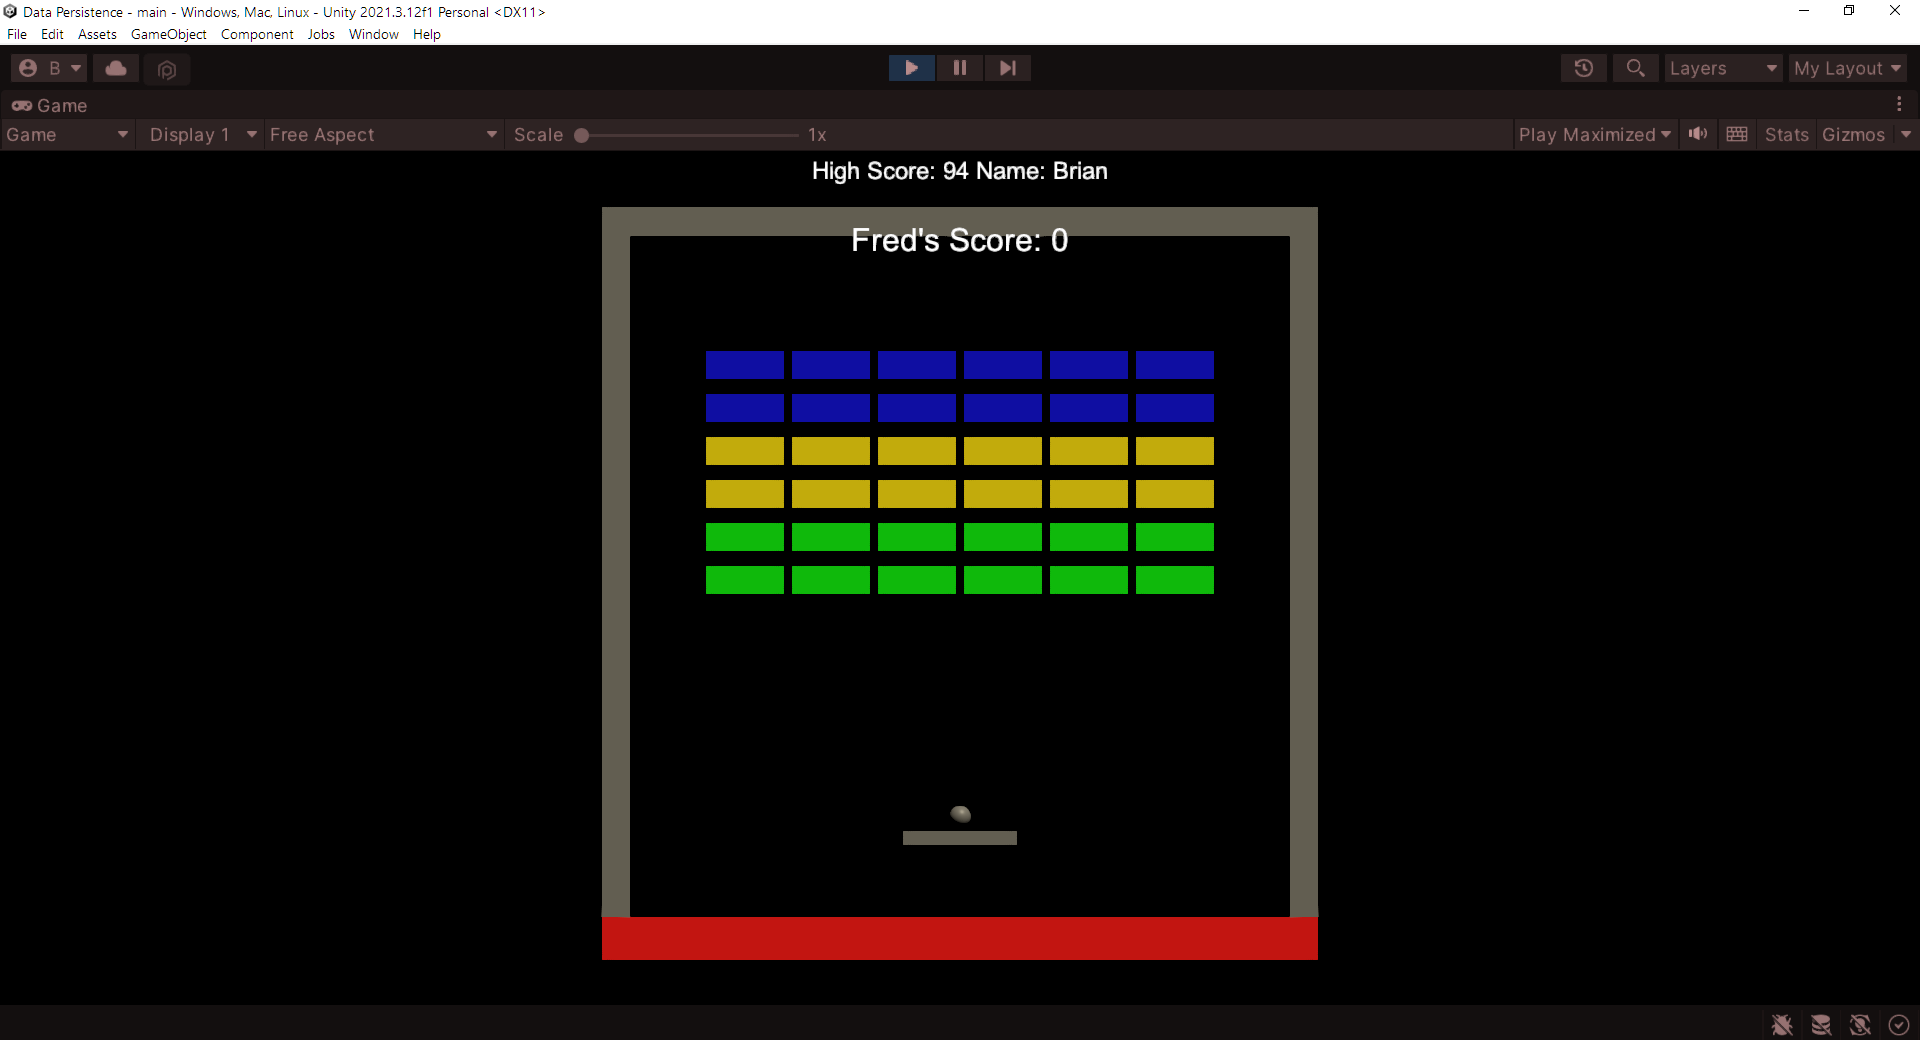 Data Persistence - main - Windows, Mac, Linux - Unity 2021.3.12f1 Personal <DX11>
File Edit Assets GameObject Component Jobs Window Help
B Layers My Layout
Game
Game Display 1 Free Aspect Scale 1x Play Maximized Stats Gizmos
High Score: 94 Name: Brian
Fred's Score: 0